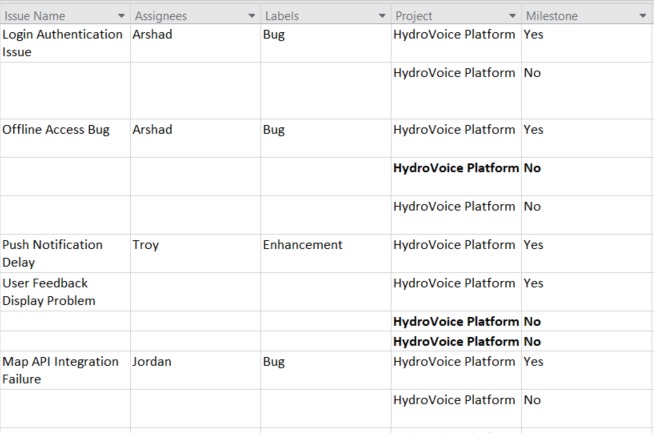 Issue Name Assignees Labels Project Milestone
Login Authentication Arshad Bug HydroVoice Platform Yes
Issue
HydroVoice Platform No
Offline Access Bug Arshad Bug HydroVoice Platform Yes
HydroVoice Platform No
HydroVoice Platform No
Push Notification Troy Enhancement HydroVoice Platform Yes
Delay
User Feedback HydroVoice Platform Yes
Display Problem
HydroVoice Platform No
HydroVoice Platform No
Map API Integration Jordan Bug HydroVoice Platform Yes
Failure
HydroVoice Platform No